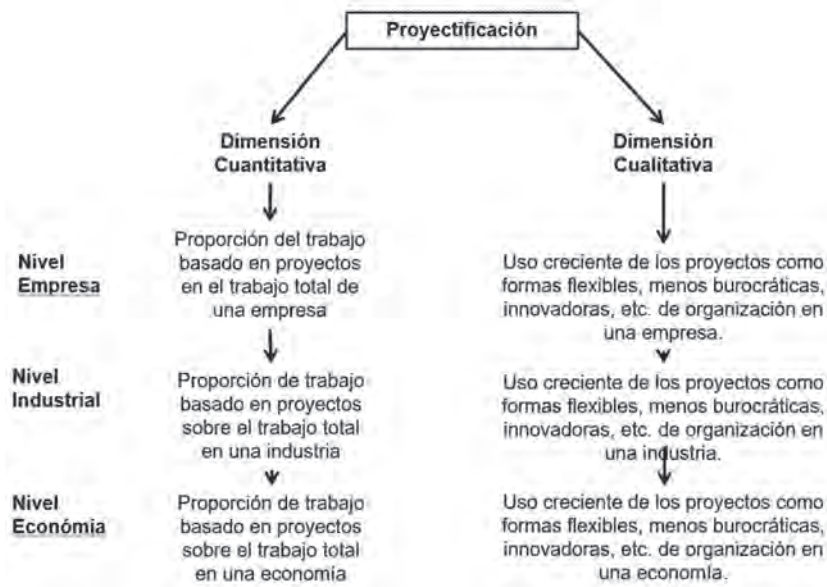 Proyectificación
Dimensión
Cuantitativa
Dimensión
Cualitativa
Nivel
Empresa
Proporción del trabajo
basado en proyectos
en el trabajo total de
una empresa
Uso creciente de los proyectos como
formas flexibles, menos burocráticas,
innovadoras, etc. de organización en
una empresa.
Nivel
Industrial
Proporción de trabajo
basado en proyectos
sobre el trabajo total
en una industria
Uso creciente de los proyectos como
formas flexibles, menos burocráticas,
innovadoras, etc. de organización en
una industria.
Nivel
Económia
Proporción de trabajo
basado en proyectos
sobre el trabajo total
en una economía
Uso creciente de los proyectos como
formas flexibles, menos burocráticas,
innovadoras, etc. de organización en
una economía.